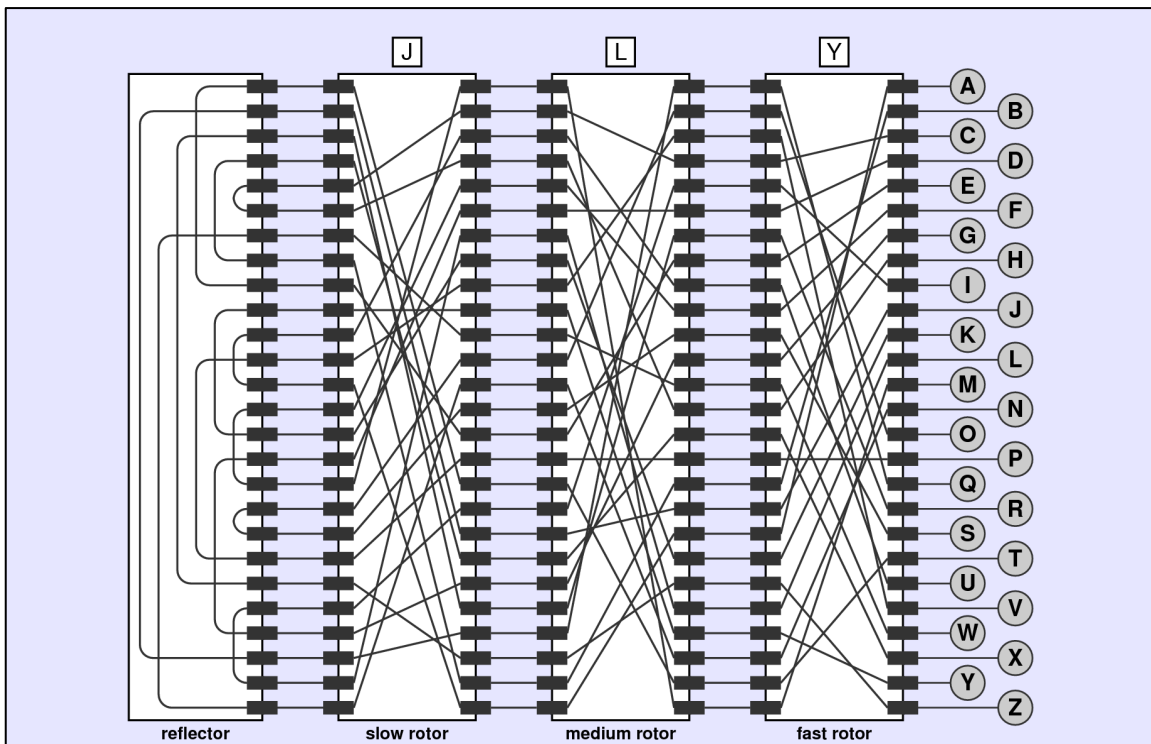 J L Y
A
B
C
D
E
F
G
H
I
J
K
L
M
N
O
P
Q
R
S
T
U
V
W
X
Y
Z
reflector slow rotor medium rotor fast rotor